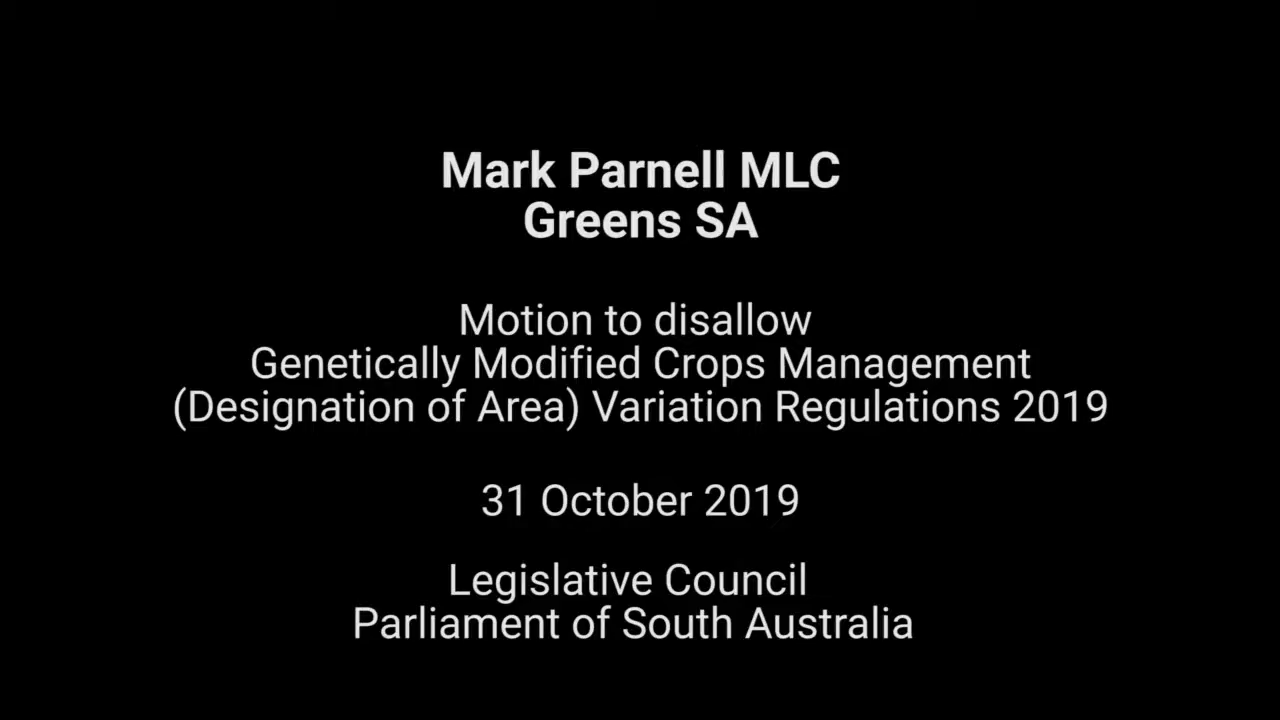 Mark Parnell MLC
Greens SA
Motion to disallow
Genetically Modified Crops Management
(Designation of Area) Variation Regulations 2019
31 October 2019
Legislative Council
Parliament of South Australia